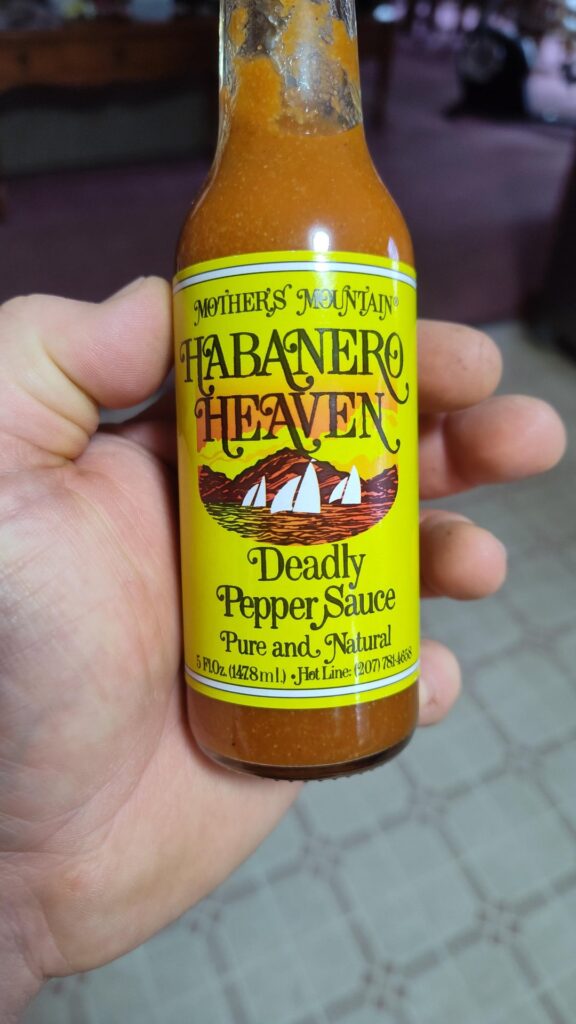 MOTHER'S MOUNTAIN®
HABANERO
HEAVEN
Deadly
Pepper Sauce
Pure and Natural
5 Fl.Oz. (147.8 ml.) • Hot Line: (207) 781-4658